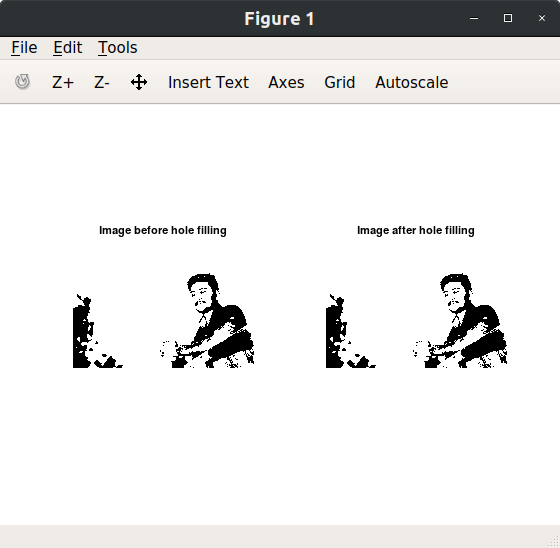 Figure 1
File Edit Tools
Z+ Z- Insert Text Axes Grid Autoscale
Image before hole filling Image after hole filling